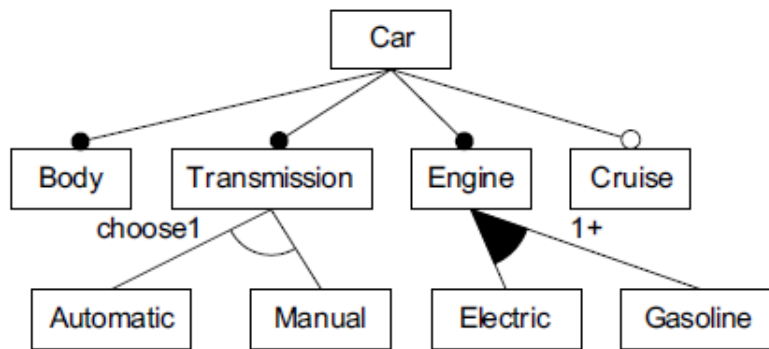 Car
Body
Transmission
Engine
Cruise
choose1
1+
Automatic
Manual
Electric
Gasoline